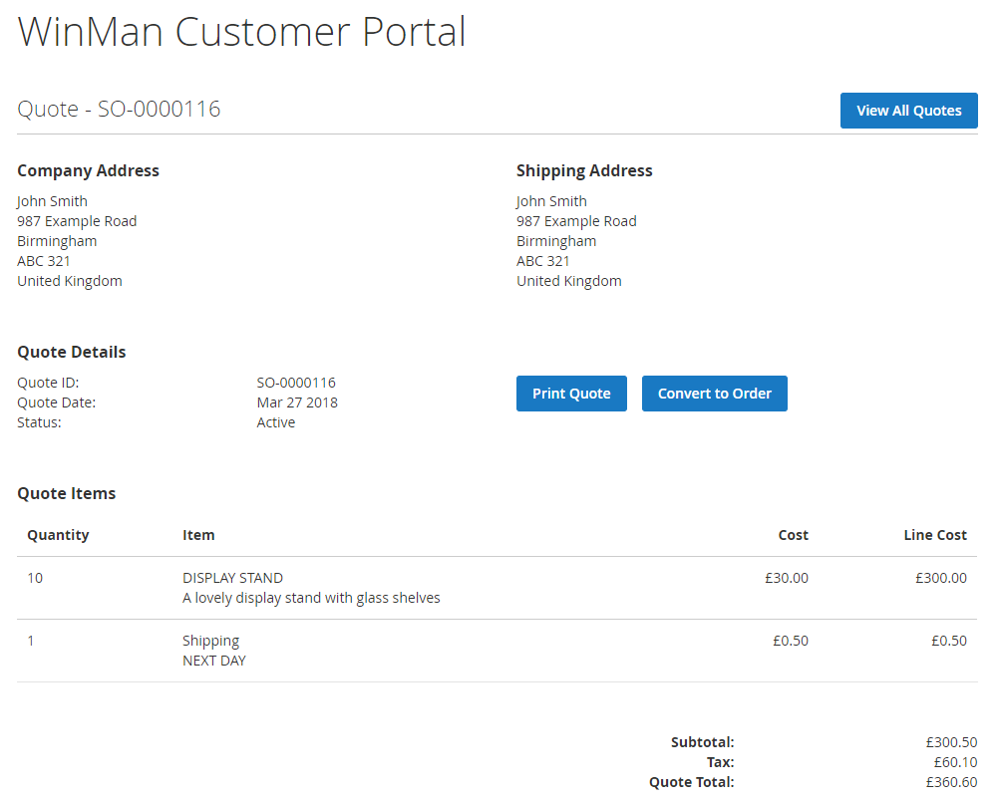 WinMan Customer Portal
Quote - SO-0000116
View All Quotes
Company Address
John Smith
987 Example Road
Birmingham
ABC 321
United Kingdom
Shipping Address
John Smith
987 Example Road
Birmingham
ABC 321
United Kingdom
Quote Details
Quote ID: SO-0000116
Quote Date: Mar 27 2018
Status: Active
Print Quote
Convert to Order
Quote Items
Quantity Item Cost Line Cost
10 DISPLAY STAND £30.00 £300.00
A lovely display stand with glass shelves
1 Shipping £0.50 £0.50
NEXT DAY
Subtotal: £300.50
Tax: £60.10
Quote Total: £360.60